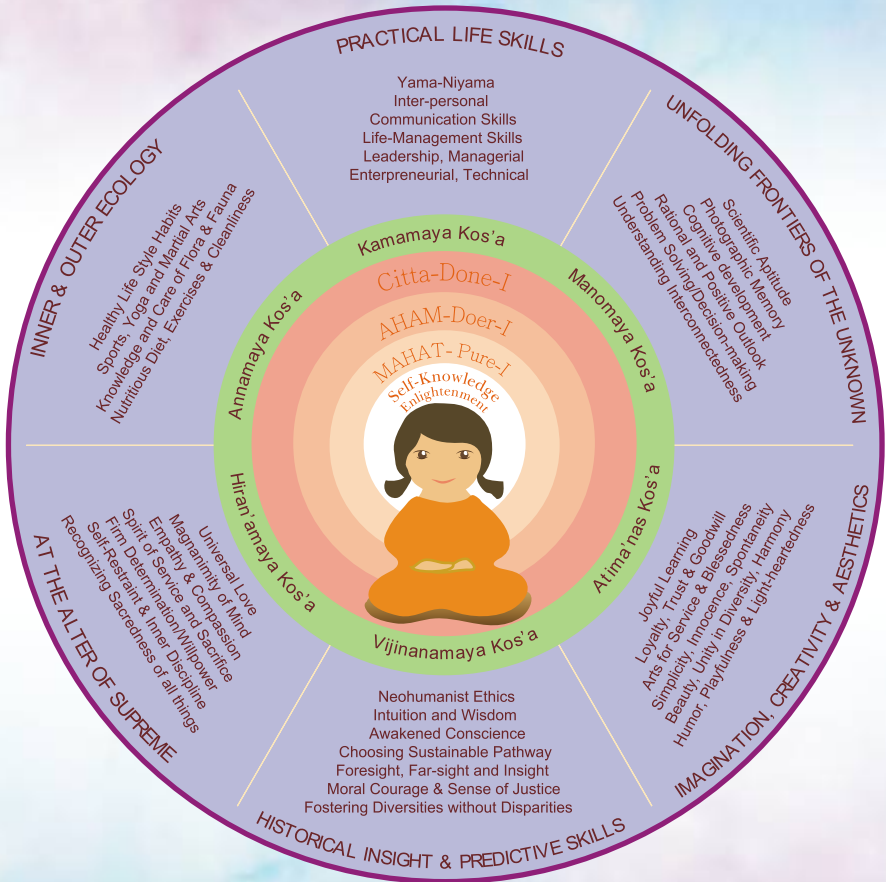 PRACTICAL LIFE SKILLS
Yama-Niyama
Inter-personal
Communication Skills
Life-Management Skills
Leadership, Managerial
Enterpreneurial, Technical
UNFOLDING FRONTIERS OF THE UNKNOWN
Scientific Aptitude
Photographic Memory
Cognitive development
Rational and Positive Outlook
Problem Solving/Decision-making
Understanding Interconnectedness
IMAGINATION, CREATIVITY & AESTHETICS
Joyful Learning
Loyalty, Trust & Goodwill
Arts for Service & Blessedness
Simplicity, Innocence, Spontaneity
Beauty, Unity in Diversity, Harmony
Humor, Playfulness & Light-heartedness
HISTORICAL INSIGHT & PREDICTIVE SKILLS
Neohumanist Ethics
Intuition and Wisdom
Awakened Conscience
Choosing Sustainable Pathway
Foresight, Far-sight and Insight
Moral Courage & Sense of Justice
Fostering Diversities without Disparities
AT THE ALTER OF SUPREME
Universal Love
Magnanimity of Mind
Empathy & Compassion
Spirit of Service and Sacrifice
Firm Determination/Willpower
Self-Restraint & Inner Discipline
Recognizing Sacredness of all things
INNER & OUTER ECOLOGY
Healthy Life Style Habits
Sports, Yoga and Martial Arts
Knowledge and Care of Flora & Fauna
Nutritious Diet, Exercises & Cleanliness
Kamamaya Kos'a
Manomaya Kos'a
Atima'nas Kos'a
Vijinanamaya Kos'a
Hiran'amaya Kos'a
Annamaya Kos'a
Citta-Done-I
AHAM-Doer-I
MAHAT- Pure-I
Self-Knowledge
Enlightenment